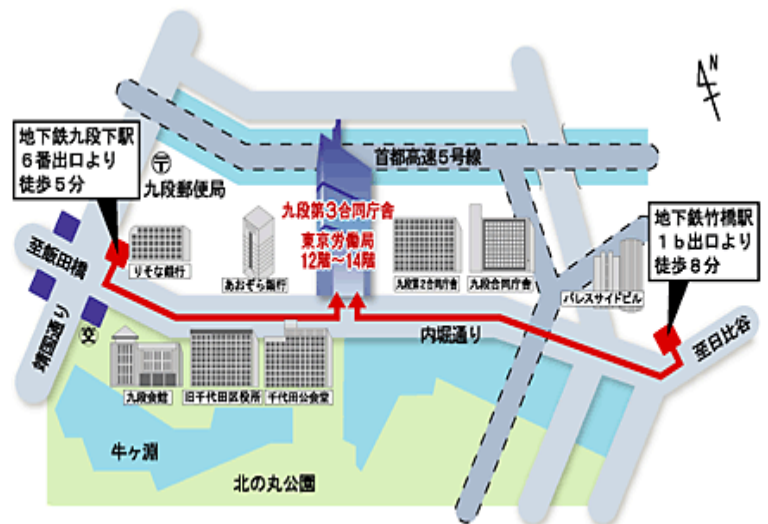 N
地下鉄九段下駅
6番出口より
徒歩5分
九段郵便局
首都高速5号線
九段第3合同庁舎
東京労働局
12階～14階
地下鉄竹橋駅
1b出口より
徒歩8分
至飯田橋
りそな銀行
あおぞら銀行
九段第2合同庁舎
九段合同庁舎
パレスサイドビル
靖国通り
交
内堀通り
至日比谷
九段会館
旧千代田区役所
千代田公会堂
牛ヶ淵
北の丸公園